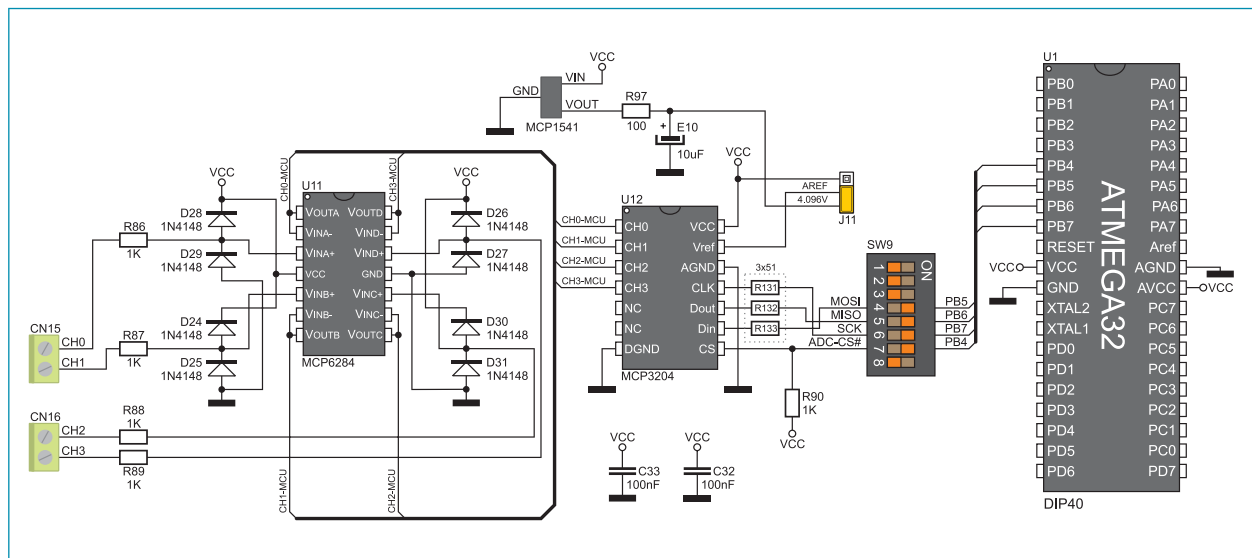 VCC
VIN
GND
VOUT
MCP1541
R97
100
+
E10
10uF
VCC
AREF
4.096V
J11
VCC
D28
1N4148
D29
1N4148
R86
1K
D24
1N4148
D25
1N4148
R87
1K
CN15
CH0
CH1
CN16
CH2
CH3
R88
1K
R89
1K
CH0-MCU
CH3-MCU
U11
VOUTA
VINA-
VINA+
VCC
VINB+
VINB-
VOUTB
VOUTD
VIND-
VIND+
GND
VINC+
VINC-
VOUTC
MCP6284
CH1-MCU
CH2-MCU
VCC
D26
1N4148
D27
1N4148
D30
1N4148
D31
1N4148
CH0-MCU
CH1-MCU
CH2-MCU
CH3-MCU
U12
CH0
CH1
CH2
CH3
NC
NC
DGND
VCC
Vref
AGND
CLK
Dout
Din
CS
MCP3204
3x51
R131
R132
R133
MOSI
MISO
SCK
ADC-CS#
R90
1K
VCC
VCC
C33
100nF
VCC
C32
100nF
SW9
ON
1
2
3
4
5
6
7
8
PB5
PB6
PB7
PB4
U1
PB0
PB1
PB2
PB3
PB4
PB5
PB6
PB7
RESET
VCC
VCC
GND
XTAL2
XTAL1
PD0
PD1
PD2
PD3
PD4
PD5
PD6
ATMEGA32
PA0
PA1
PA2
PA3
PA4
PA5
PA6
PA7
Aref
AGND
AVCC
VCC
PC7
PC6
PC5
PC4
PC3
PC2
PC1
PC0
PD7
DIP40